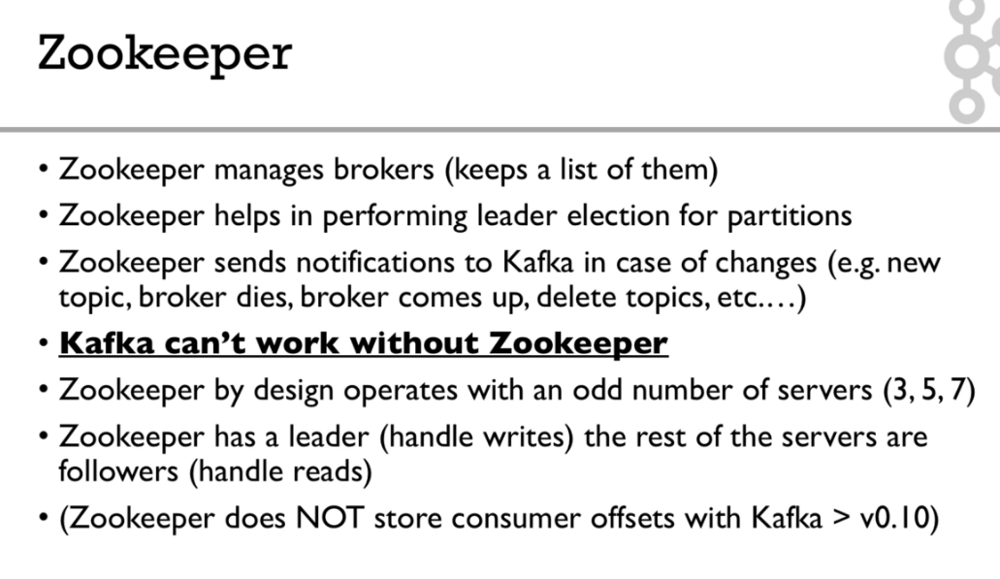 Zookeeper
• Zookeeper manages brokers (keeps a list of them)
• Zookeeper helps in performing leader election for partitions
• Zookeeper sends notifications to Kafka in case of changes (e.g. new
topic, broker dies, broker comes up, delete topics, etc.…)
• Kafka can’t work without Zookeeper
• Zookeeper by design operates with an odd number of servers (3, 5, 7)
• Zookeeper has a leader (handle writes) the rest of the servers are
followers (handle reads)
• (Zookeeper does NOT store consumer offsets with Kafka > v0.10)